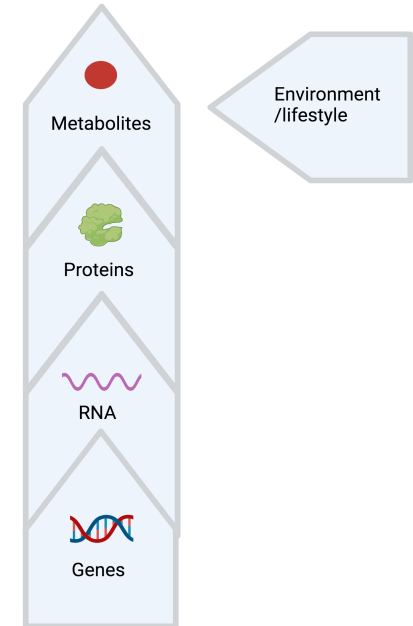 Environment
/lifestyle
Metabolites
Proteins
RNA
Genes